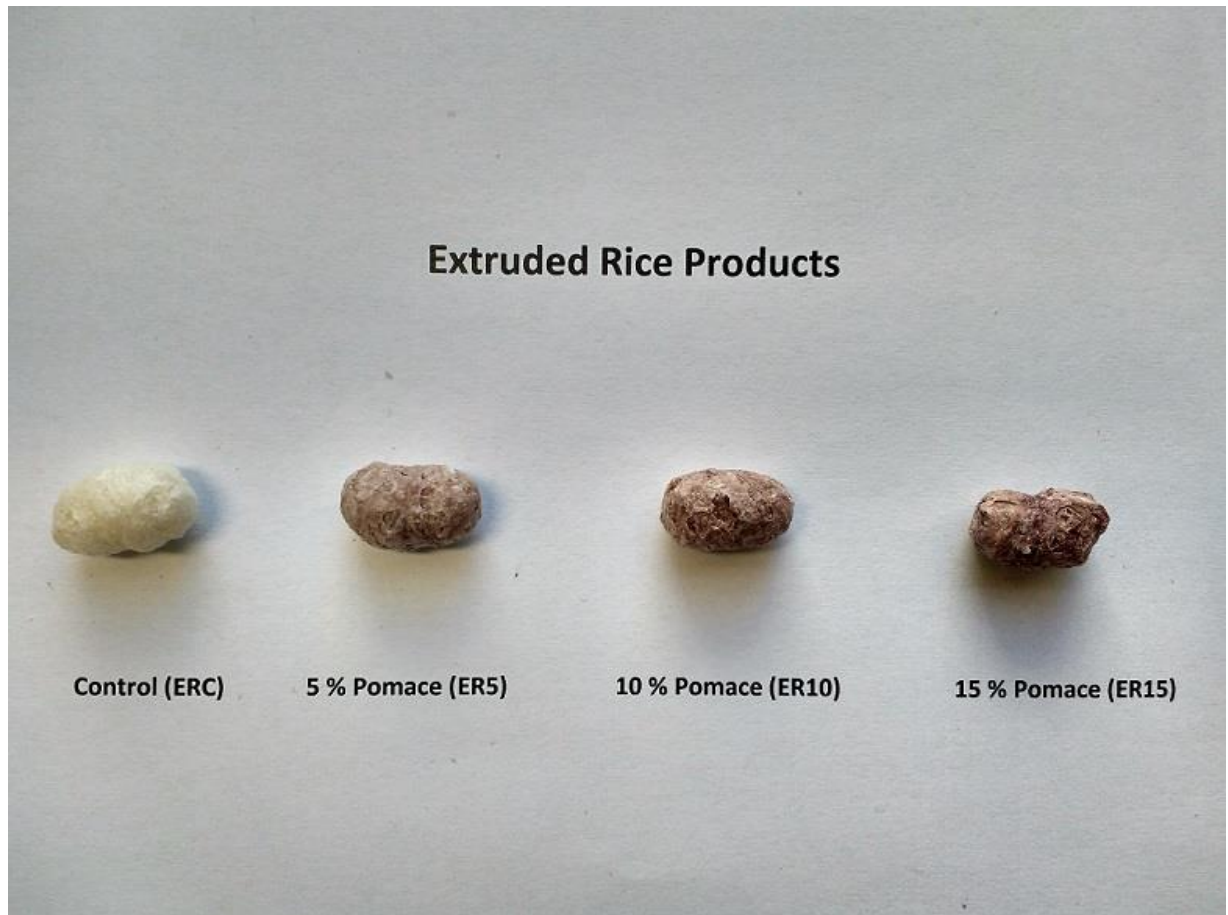 Extruded Rice Products
Control (ERC)
5 % Pomace (ER5)
10 % Pomace (ER10)
15 % Pomace (ER15)